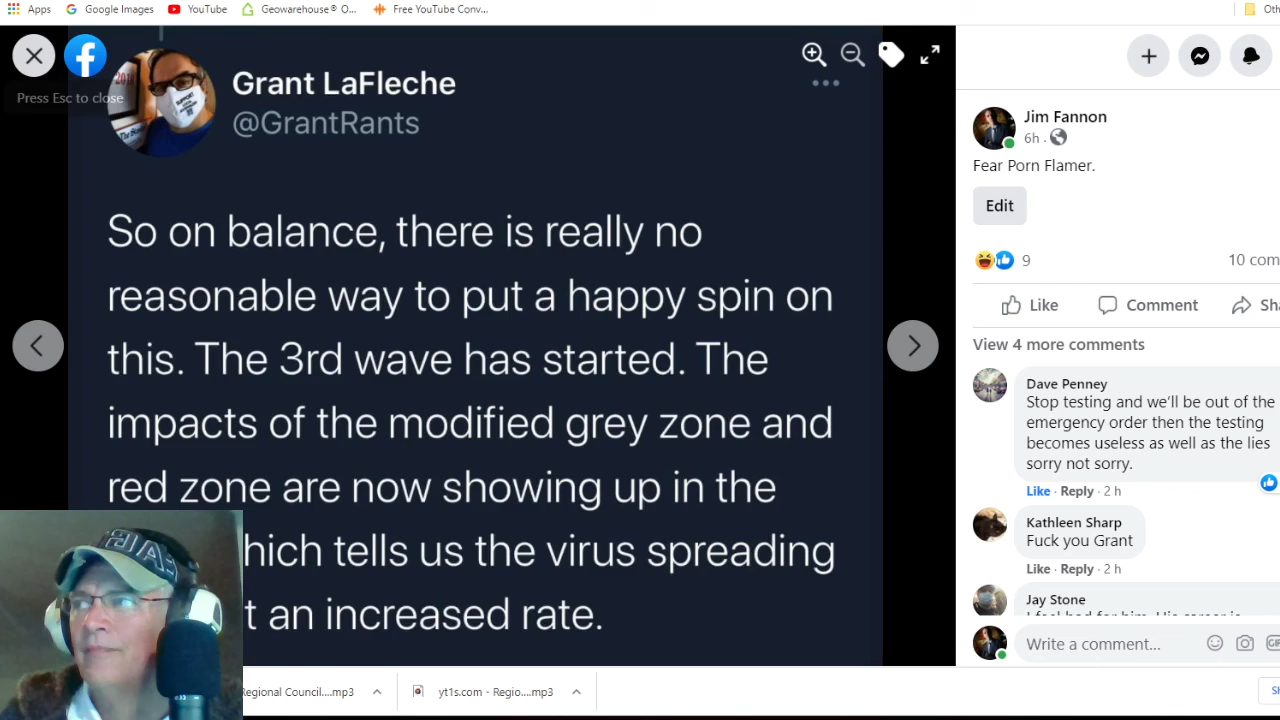 Apps Google Images YouTube Geowarehouse® O... Free YouTube Conv...
Press Esc to close
Grant LaFleche
@GrantRants
So on balance, there is really no
reasonable way to put a happy spin on
this. The 3rd wave has started. The
impacts of the modified grey zone and
red zone are now showing up in the
hich tells us the virus spreading
t an increased rate.
Jim Fannon
6h
Fear Porn Flamer.
Edit
9 10 com
Like Comment Sha
View 4 more comments
Dave Penney
Stop testing and we'll be out of the
emergency order then the testing
becomes useless as well as the lies
sorry not sorry.
Like · Reply · 2 h
Kathleen Sharp
Fuck you Grant
Like · Reply · 2 h
Jay Stone
Write a comment...
GIF
Regional Council....mp3 yt1s.com - Regio....mp3